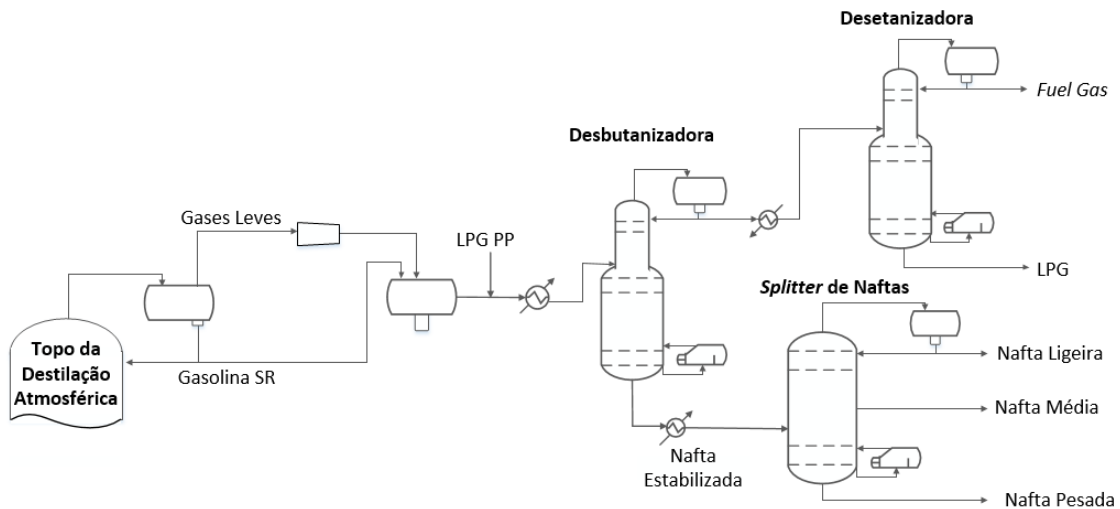 Desetanizadora
Fuel Gas
Desbutanizadora
Gases Leves
LPG PP
LPG
Splitter de Naftas
Topo da
Destilação
Atmosférica
Gasolina SR
Nafta Ligeira
Nafta Média
Nafta
Estabilizada
Nafta Pesada